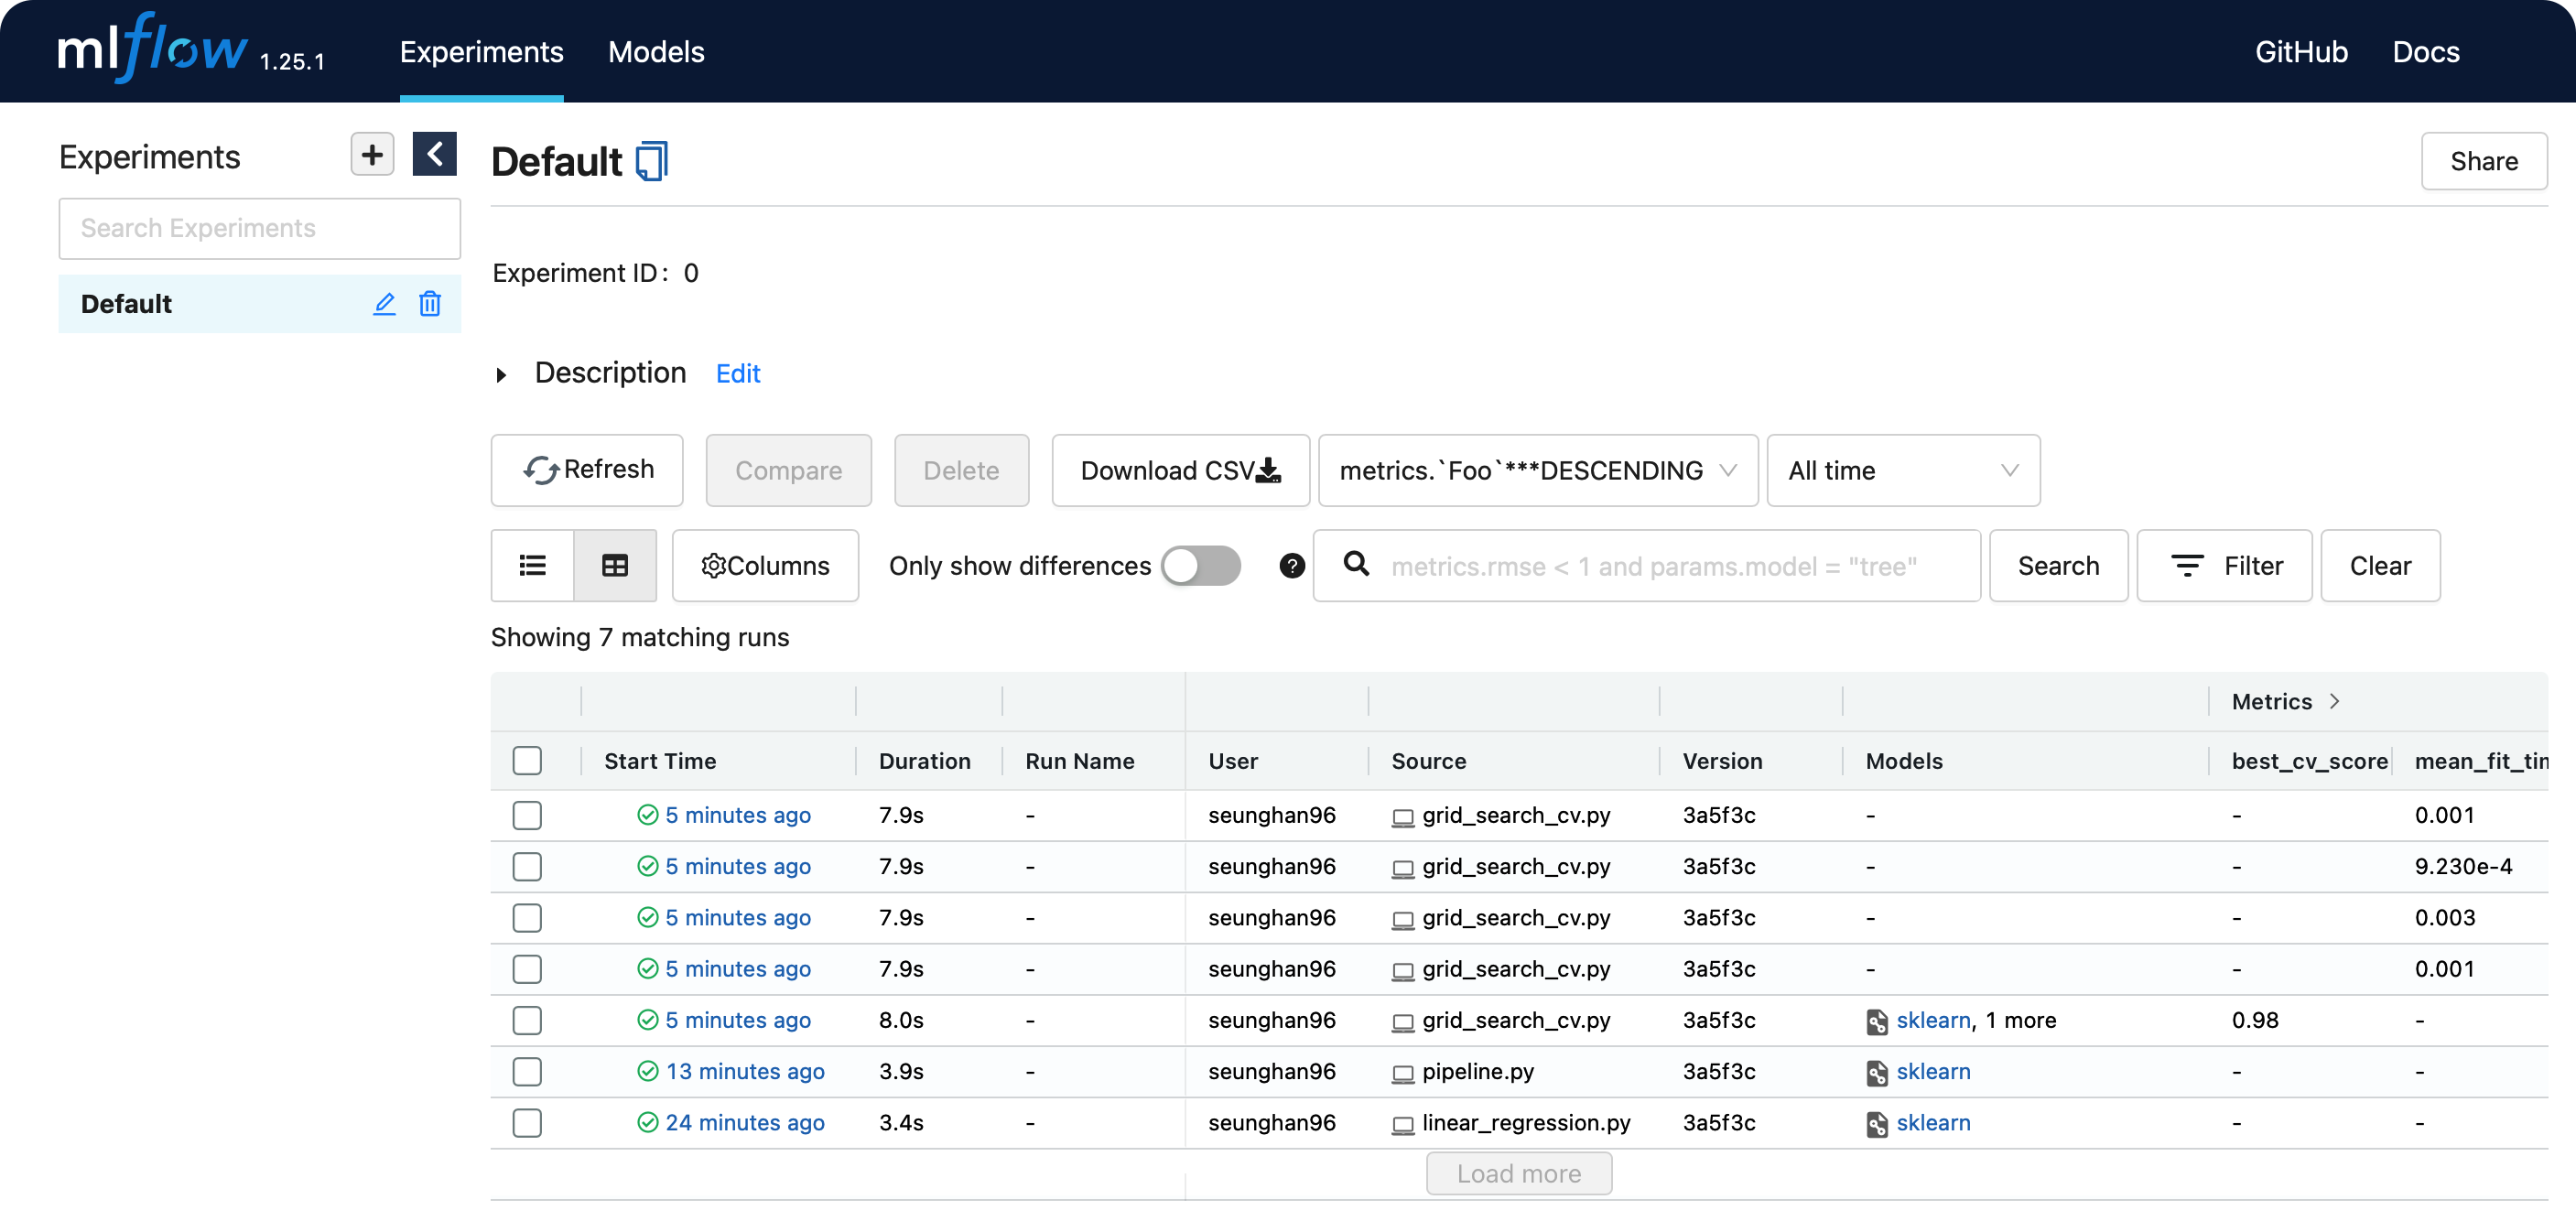 mlflow 1.25.1 Experiments Models GitHub Docs
Experiments
Search Experiments
Default
Default
Share
Experiment ID: 0
Description Edit
Refresh Compare Delete Download CSV metrics.`Foo`***DESCENDING All time
Columns Only show differences ? metrics.rmse < 1 and params.model = "tree" Search Filter Clear
Showing 7 matching runs
Metrics >
Start Time Duration Run Name User Source Version Models best_cv_score
5 minutes ago 7.9s - seunghan96 grid_search_cv.py 3a5f3c - - 0.001
5 minutes ago 7.9s - seunghan96 grid_search_cv.py 3a5f3c - - 9.230e-4
5 minutes ago 7.9s - seunghan96 grid_search_cv.py 3a5f3c - - 0.003
5 minutes ago 7.9s - seunghan96 grid_search_cv.py 3a5f3c - - 0.001
5 minutes ago 8.0s - seunghan96 grid_search_cv.py 3a5f3c sklearn, 1 more 0.98 -
13 minutes ago 3.9s - seunghan96 pipeline.py 3a5f3c sklearn - -
24 minutes ago 3.4s - seunghan96 linear_regression.py 3a5f3c sklearn - -
Load more